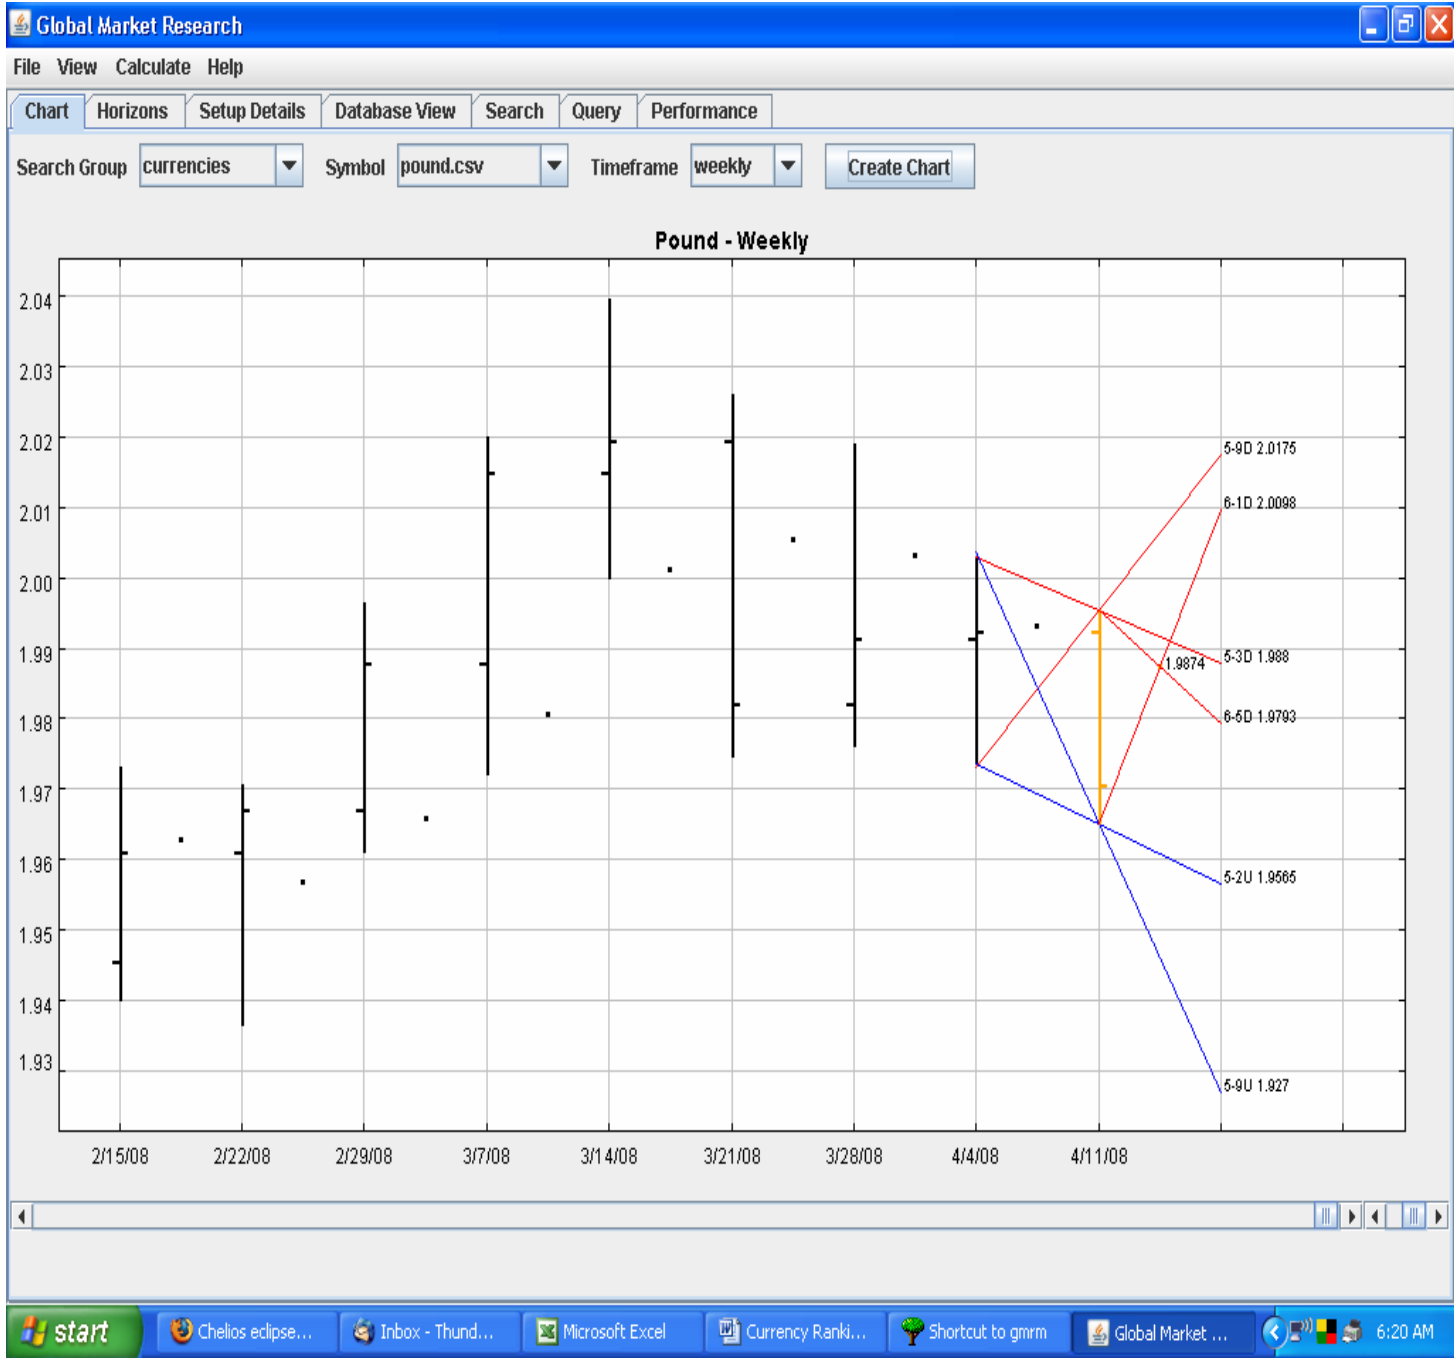 Global Market Research
File View Calculate Help
Chart Horizons Setup Details Database View Search Query Performance
Search Group currencies Symbol pound.csv Timeframe weekly Create Chart
Pound - Weekly
2.04
2.03
2.02
5-9D 2.0175
2.01
6-1D 2.0098
2.00
1.99
5-3D 1.988
1.9874
1.98
6-5D 1.9793
1.97
1.96
5-2U 1.9565
1.95
1.94
1.93
5-9U 1.927
2/15/08 2/22/08 2/29/08 3/7/08 3/14/08 3/21/08 3/28/08 4/4/08 4/11/08
start Chelios eclipse... Inbox - Thund... Microsoft Excel Currency Ranki... Shortcut to gmrm Global Market ... 6:20 AM